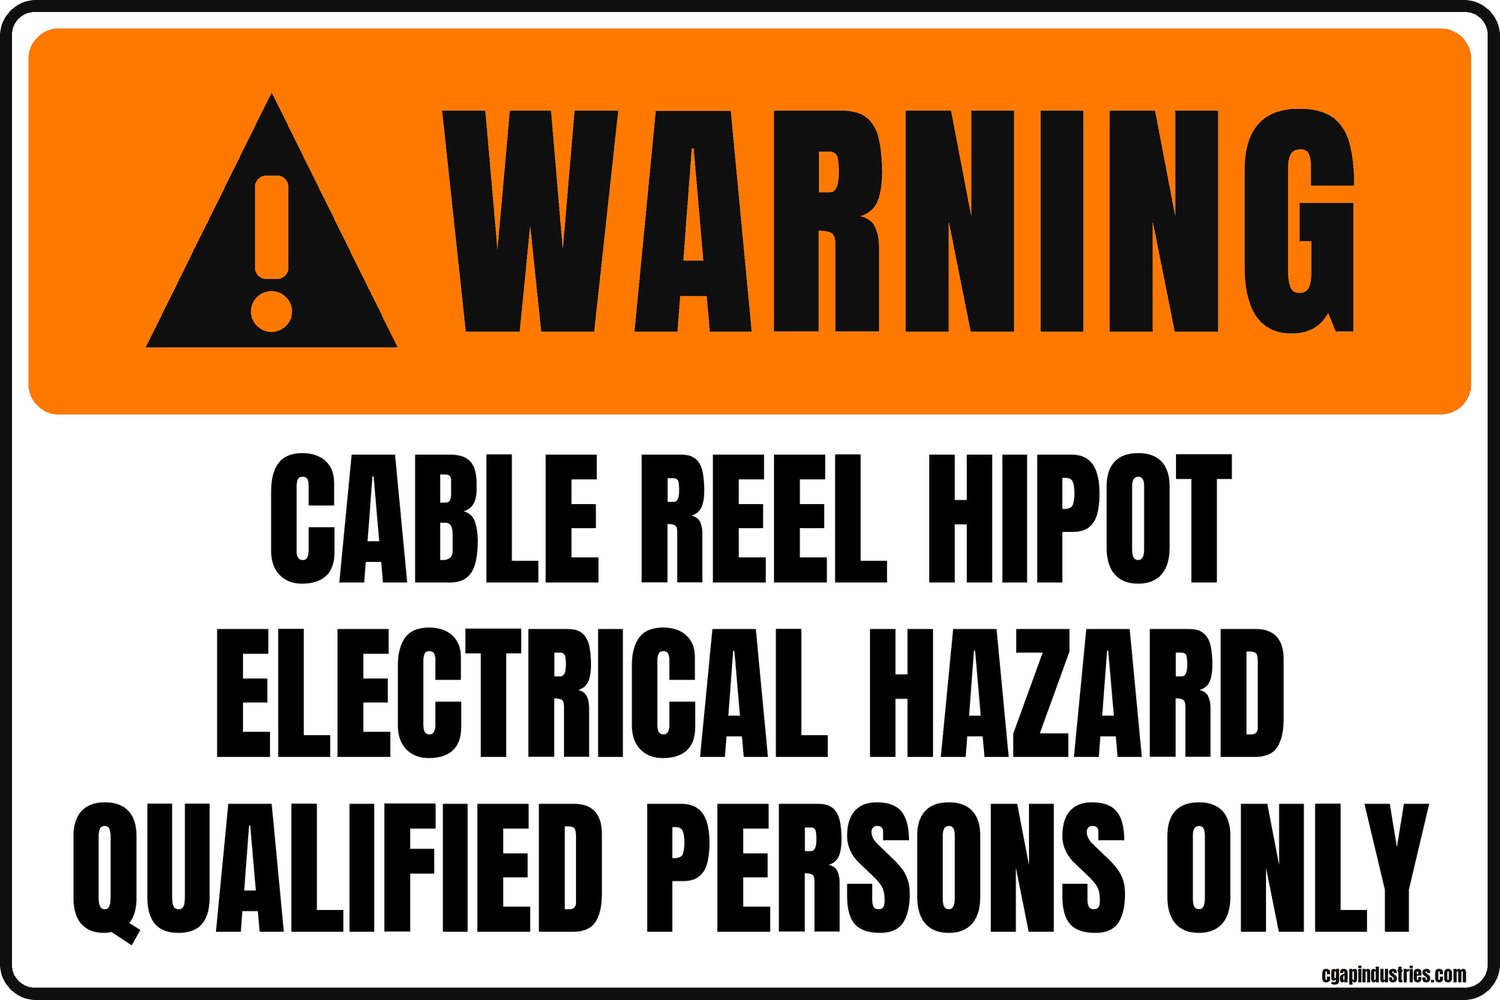 WARNING
CABLE REEL HIPOT
ELECTRICAL HAZARD
QUALIFIED PERSONS ONLY
cgapindustries.com